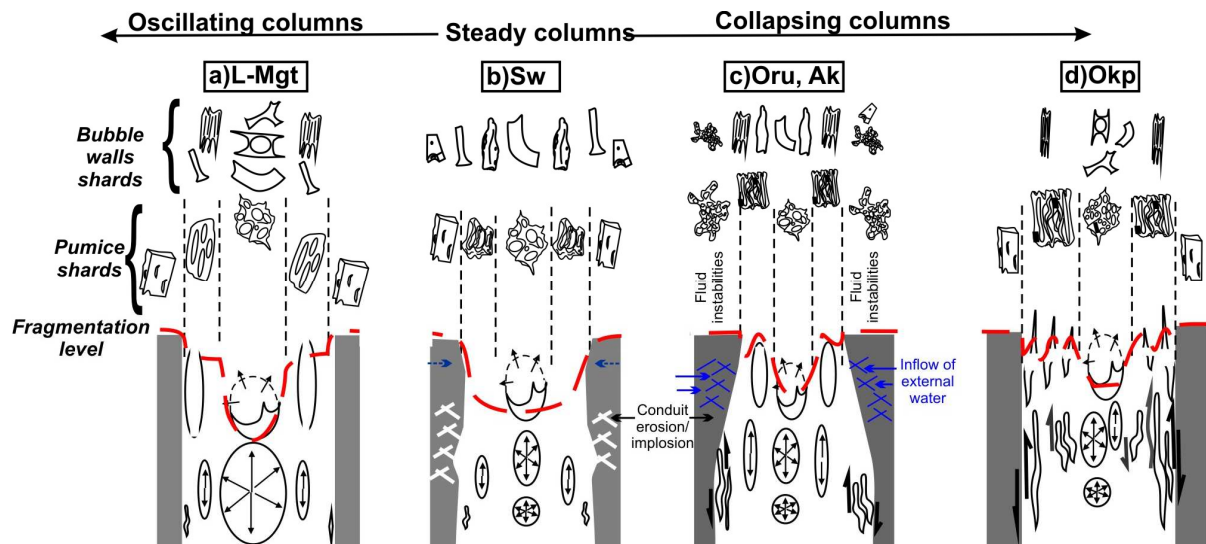 Oscillating columns
Steady columns
Collapsing columns
a)L-Mgt
b)Sw
c)Oru, Ak
d)Okp
Bubble
walls
shards
Pumice
shards
Fragmentation
level
Fluid
instabilities
Fluid
instabilities
Conduit
erosion/
implosion
Inflow of
external
water